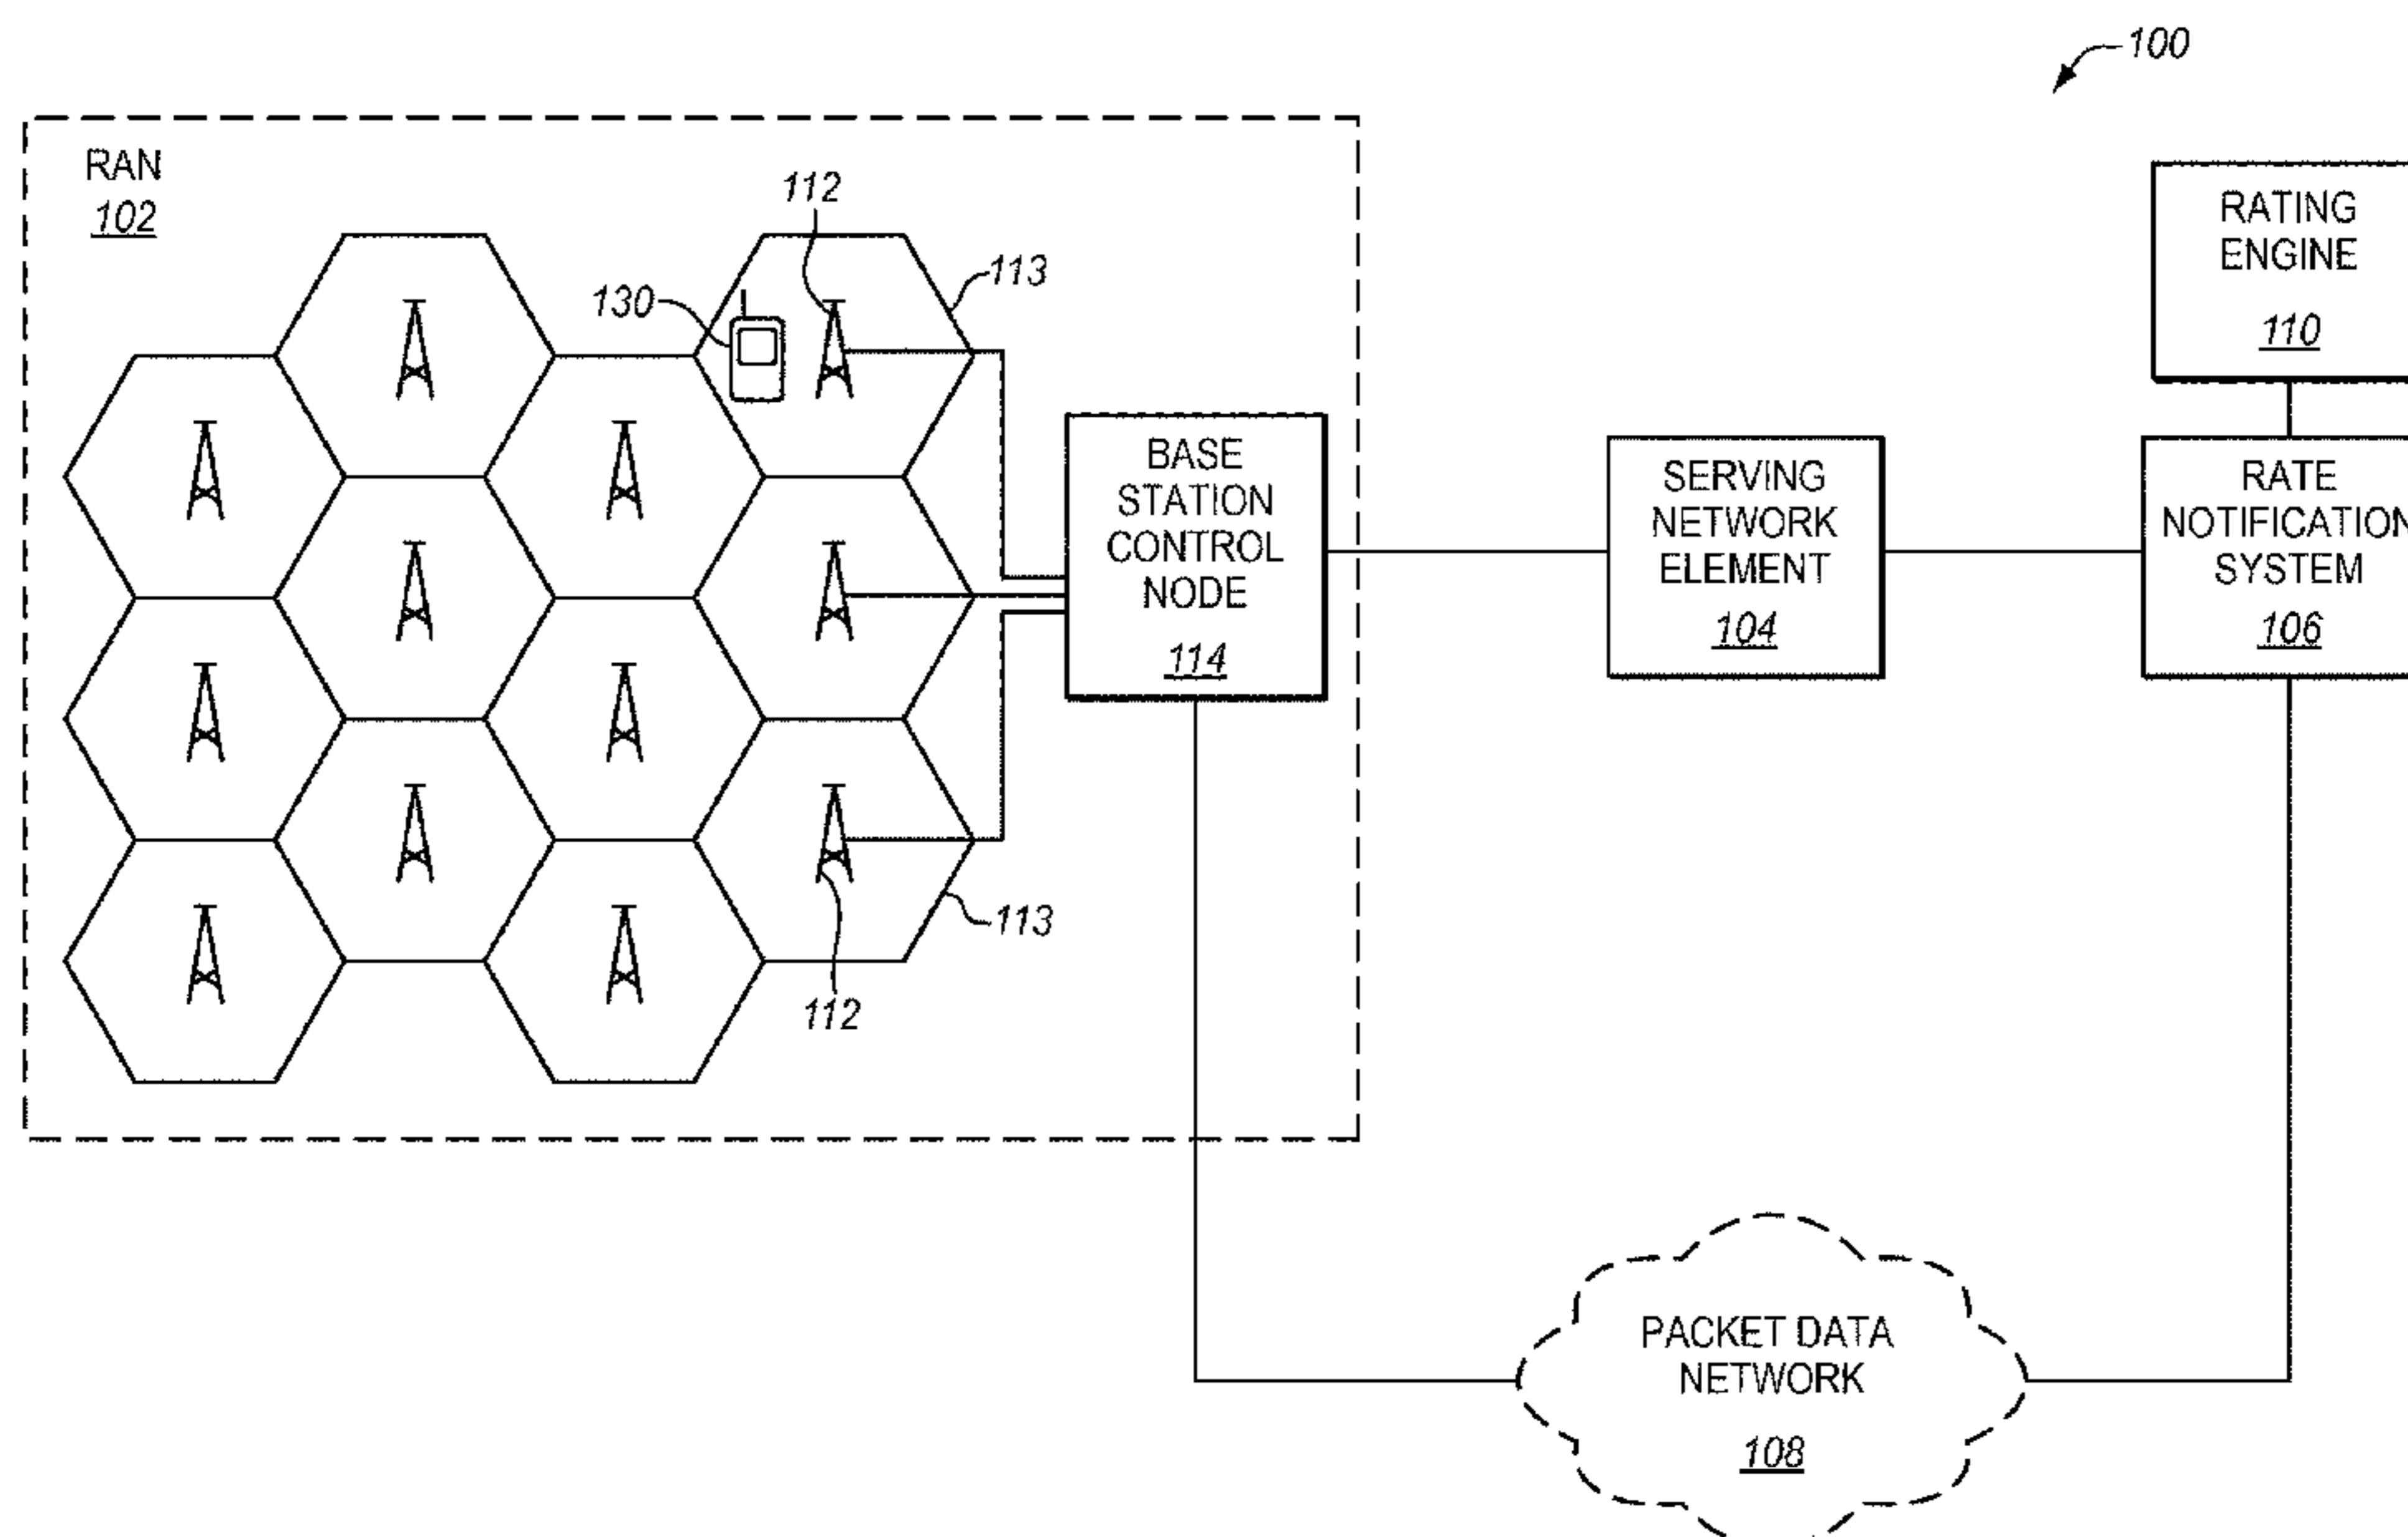 100
RAN
102
112
113
130
RATING
ENGINE
110
BASE
STATION
CONTROL
NODE
114
SERVING
NETWORK
ELEMENT
104
RATE
NOTIFICATION
SYSTEM
106
113
112
PACKET DATA
NETWORK
108